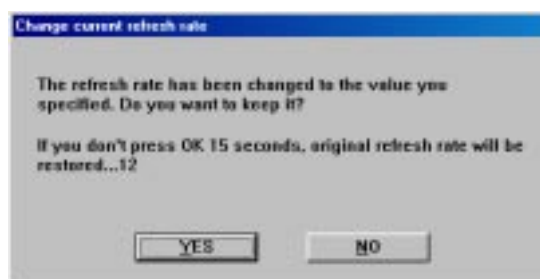 Change current refresh rate
The refresh rate has been changed to the value you
specified. Do you want to keep it?
If you don't press OK 15 seconds, original refresh rate will be
restored...12
YES
NO